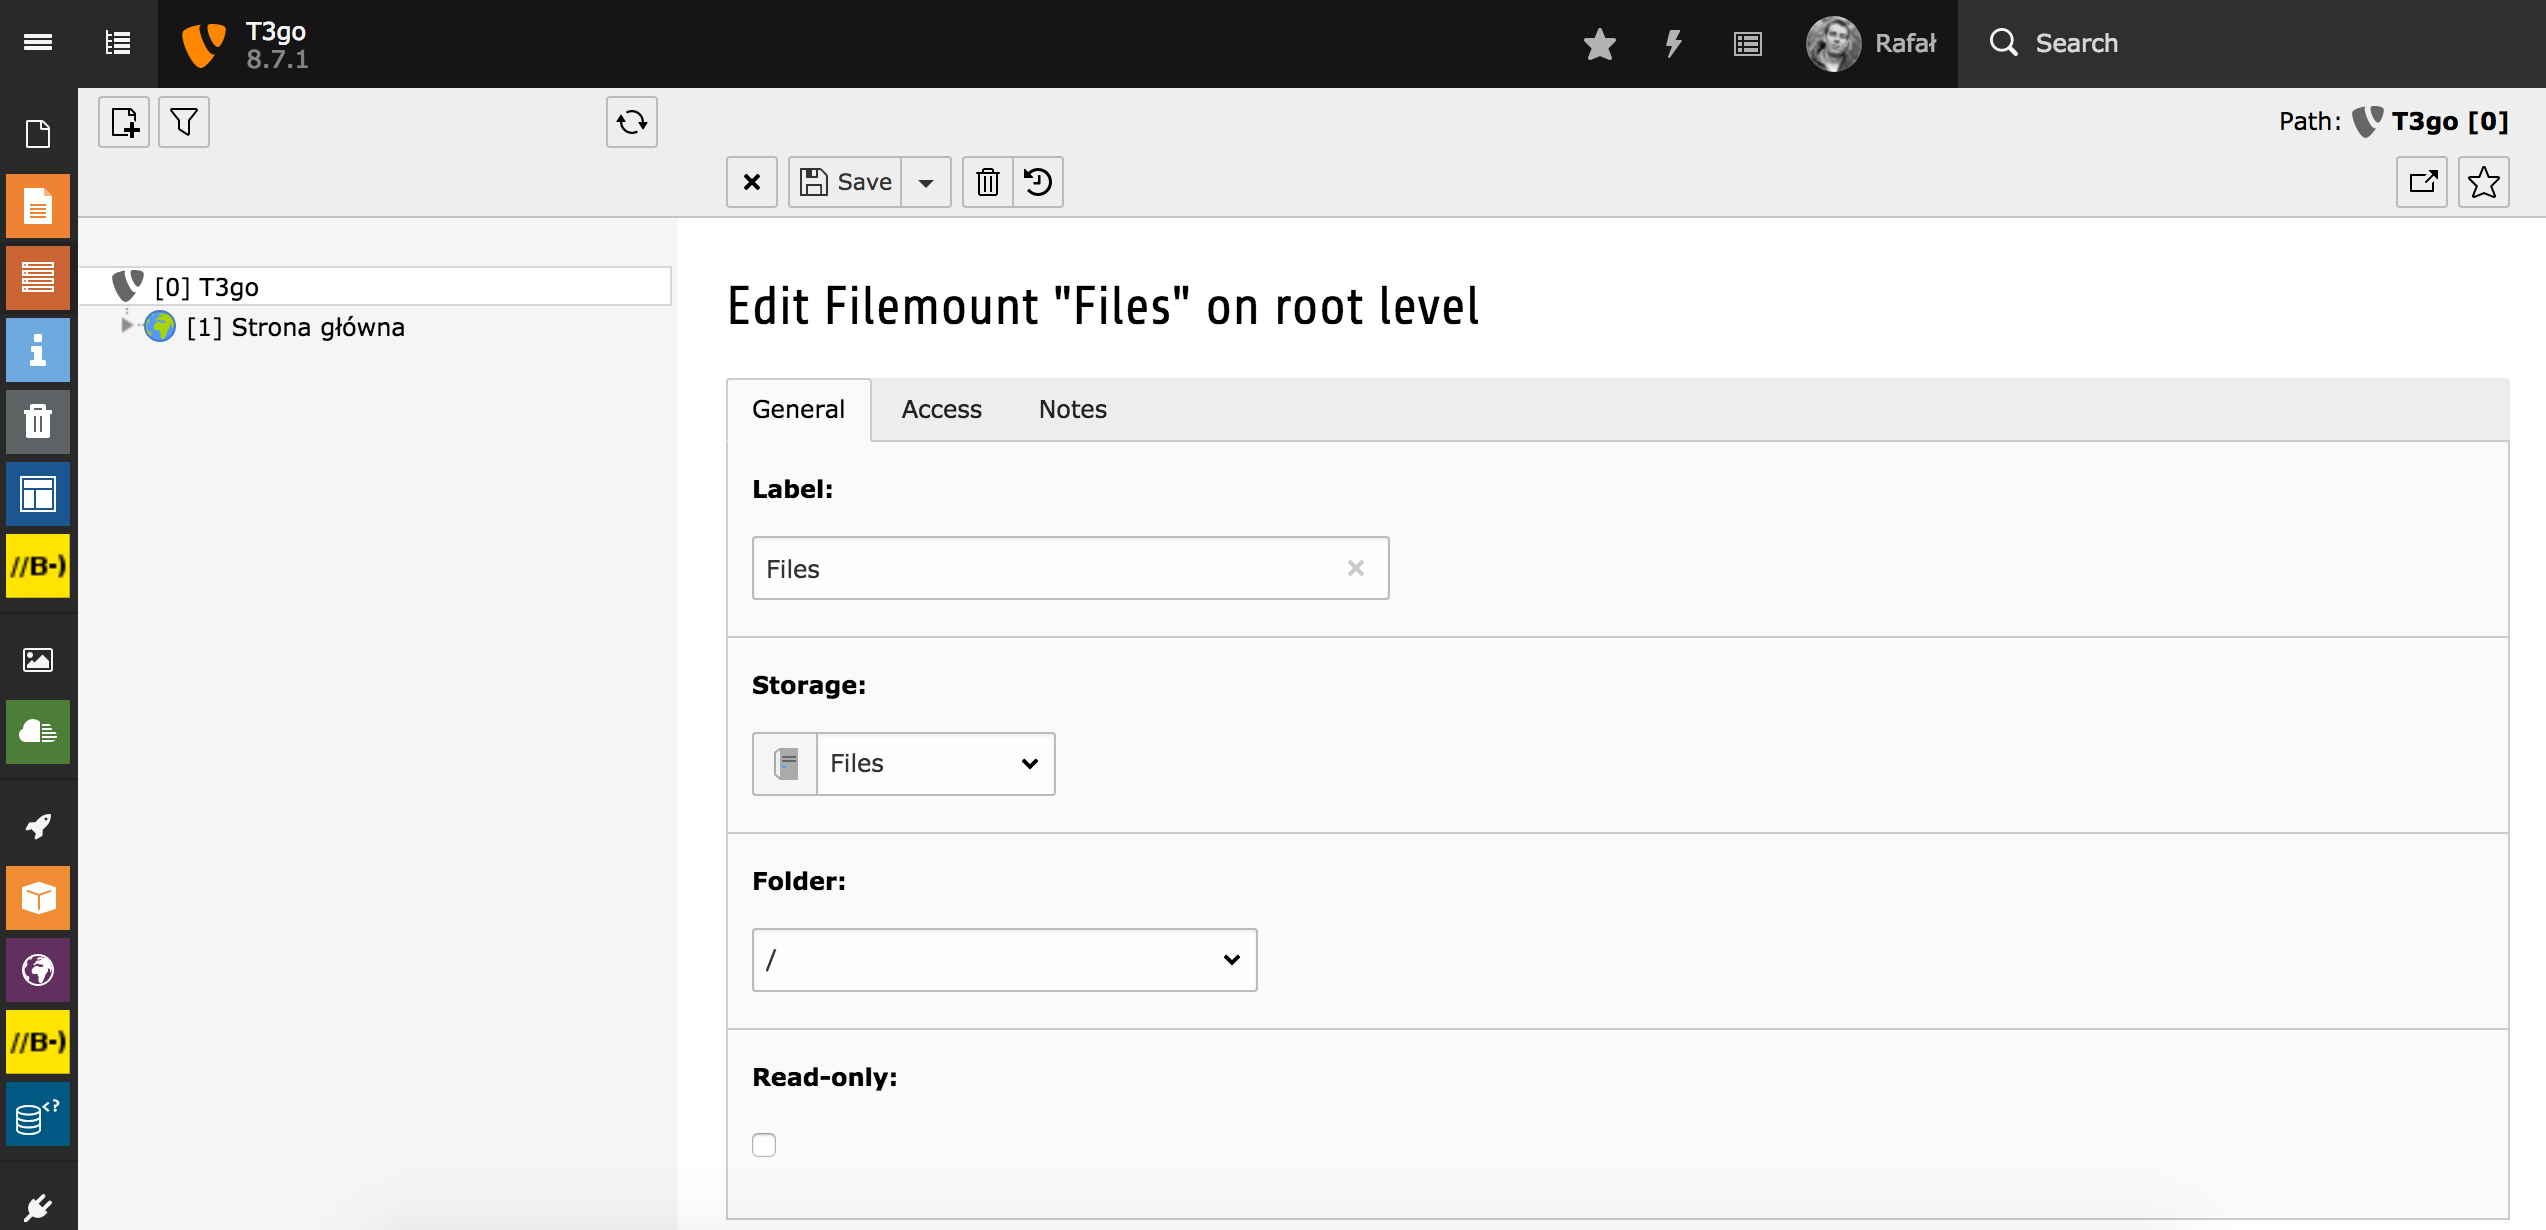 T3go
8.7.1
Rafał
Search
Path: T3go [0]
Save
[0] T3go
[1] Strona główna
Edit Filemount "Files" on root level
General Access Notes
Label:
Files
Storage:
Files
Folder:
/
Read-only:
//B-)
//B-)
<?